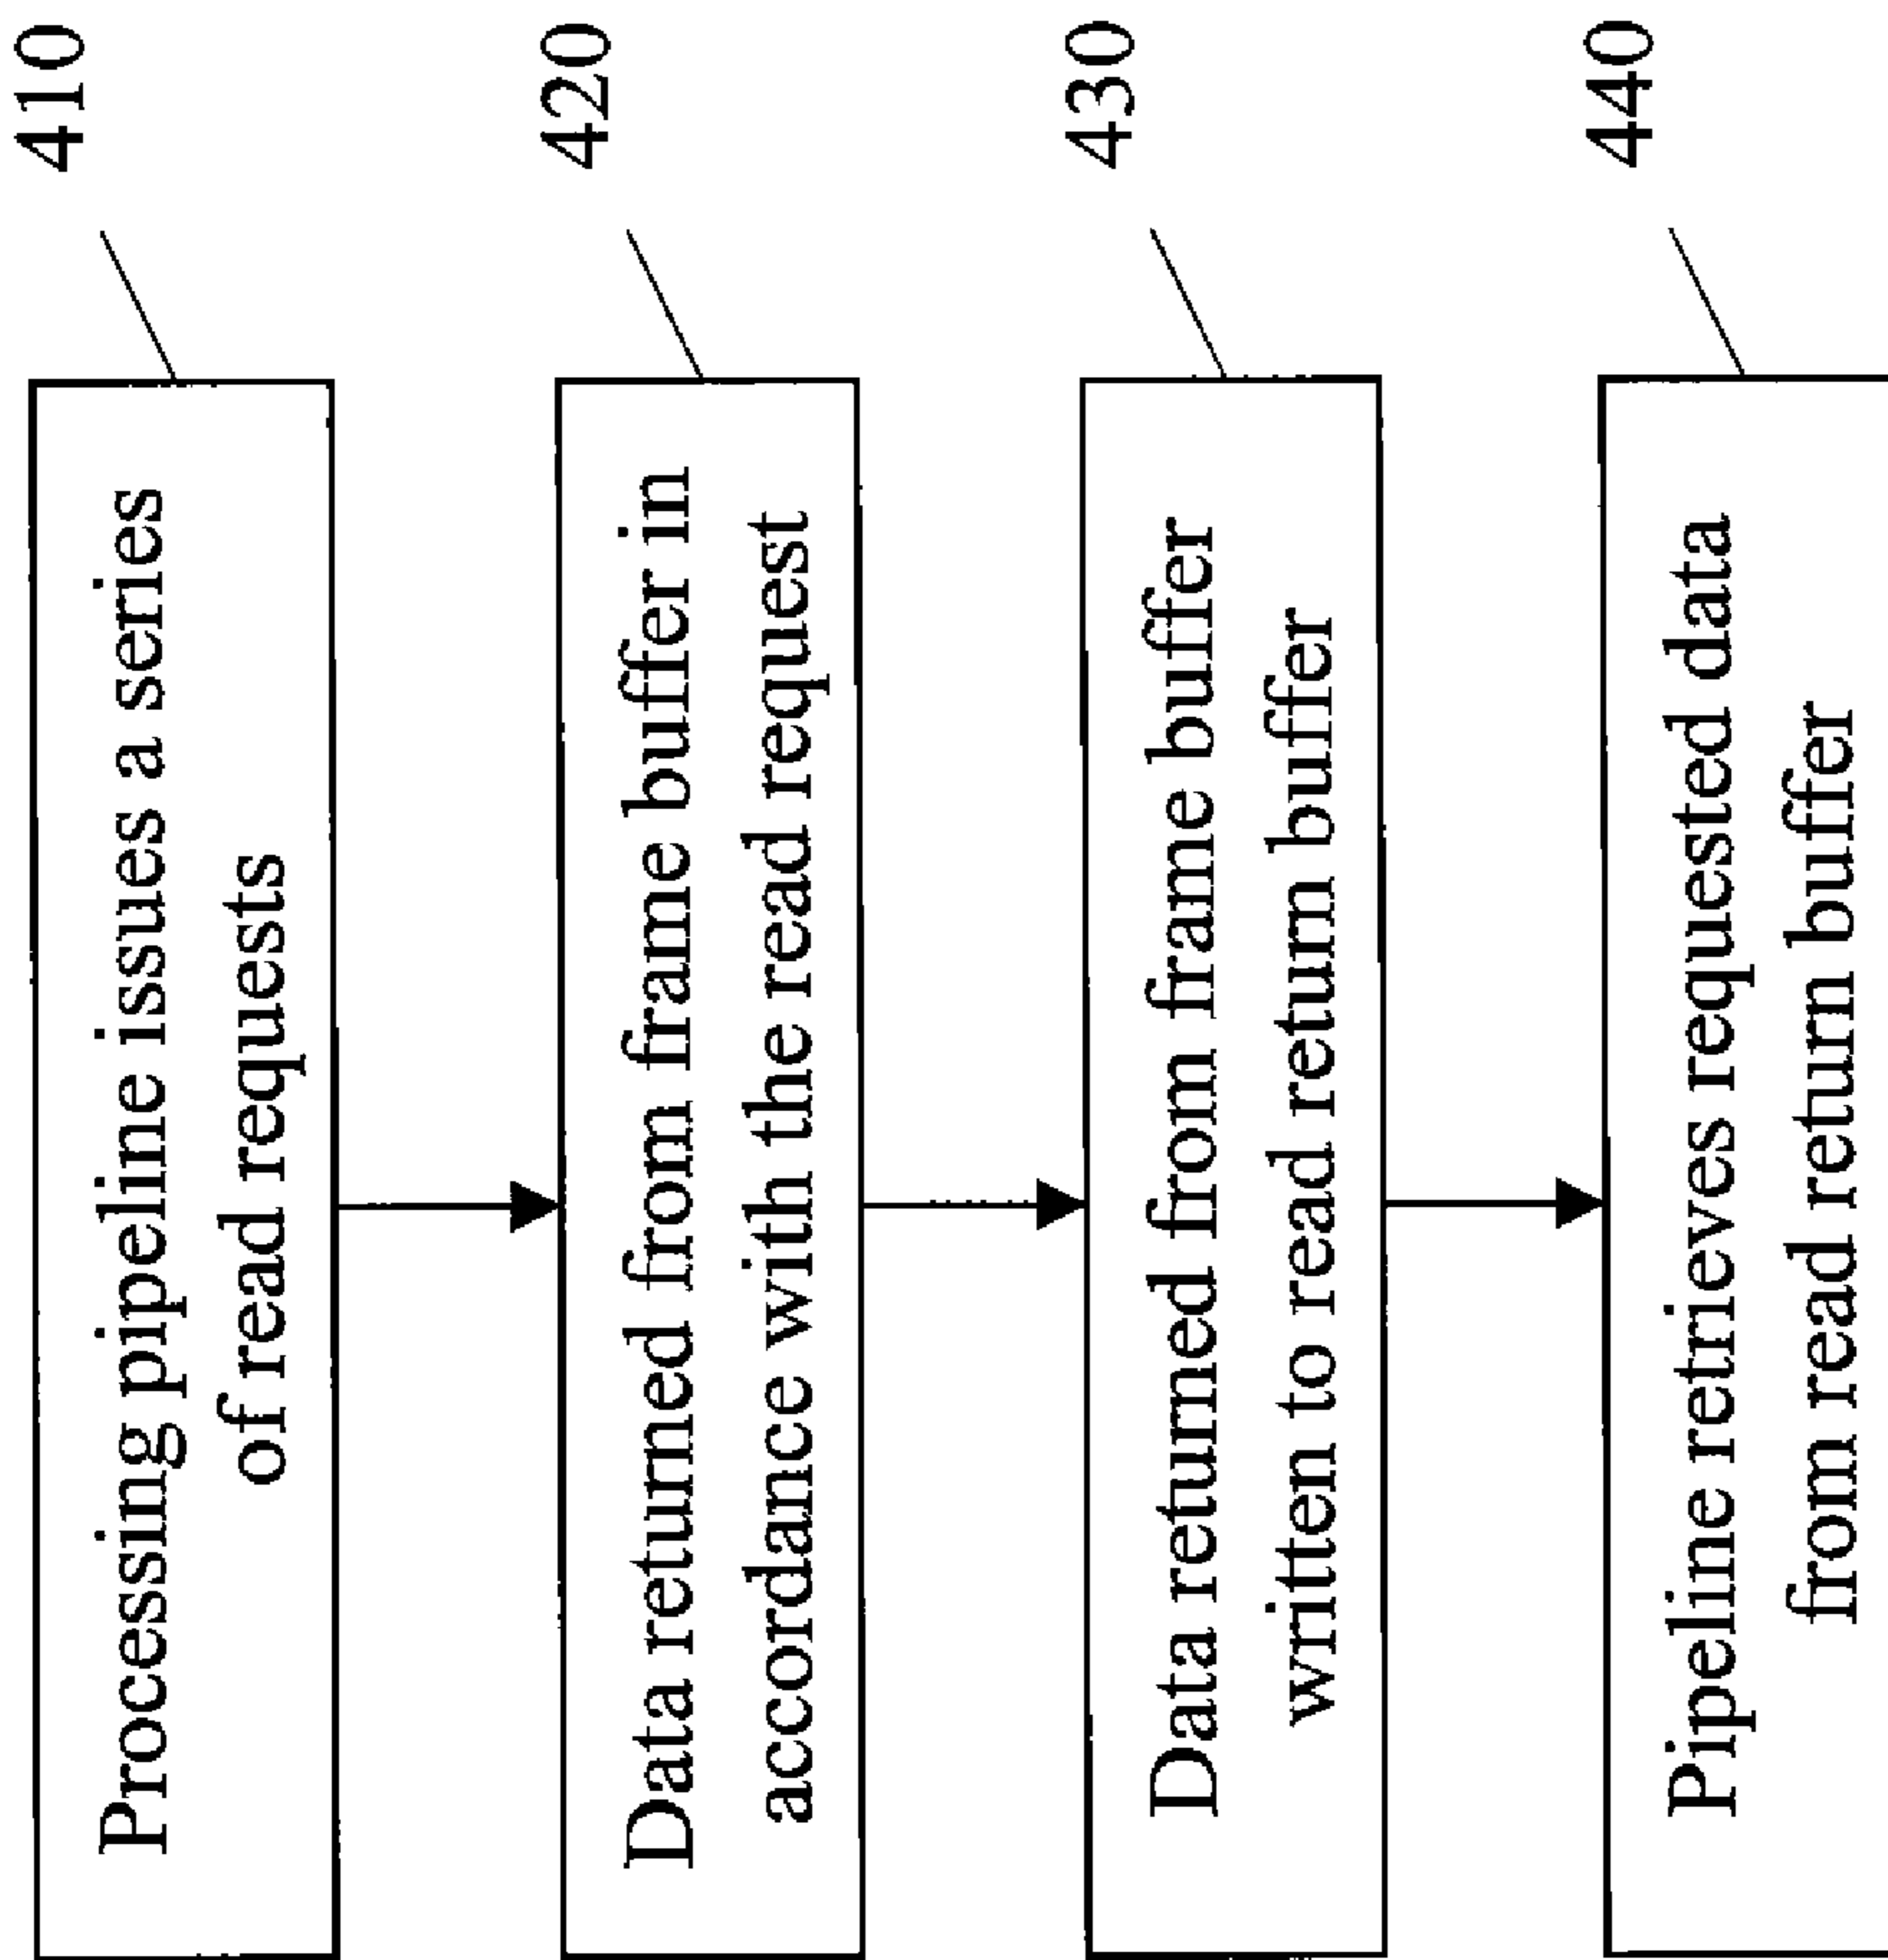 Processing pipeline issues a series
of read requests
410
Data returned from frame buffer in
accordance with the read request
420
Data returned from frame buffer
written to read return buffer
430
Pipeline retrieves requested data
from read return buffer
440